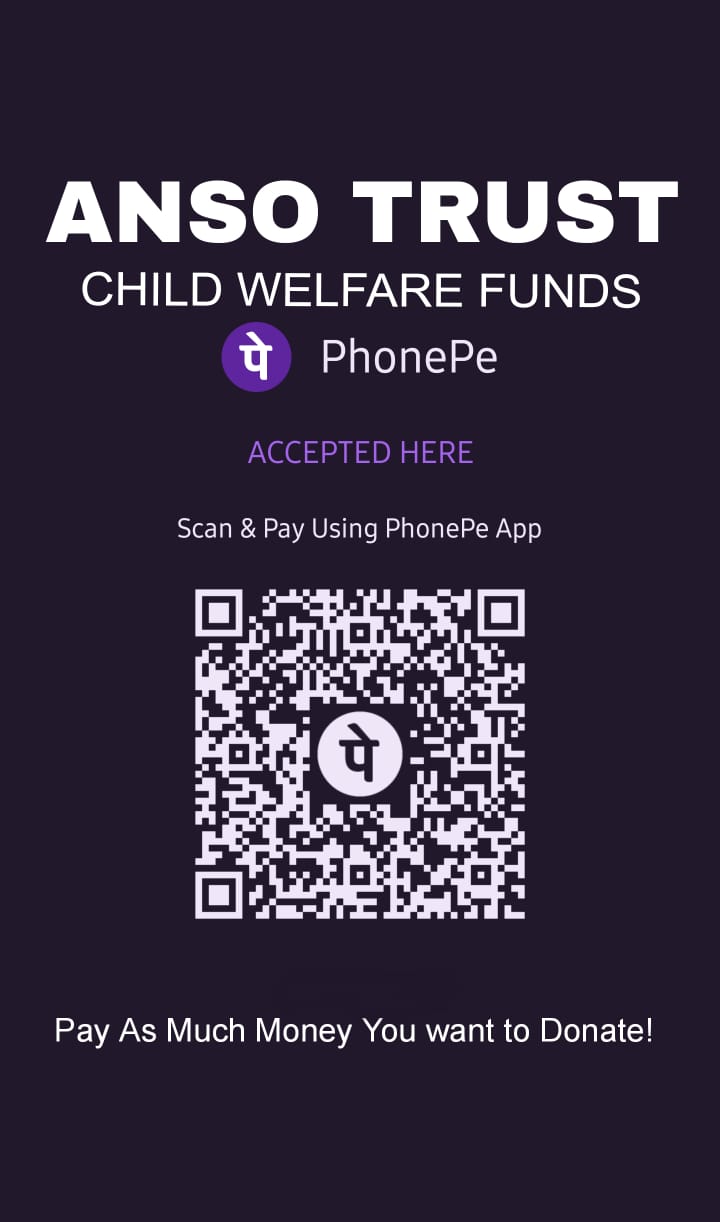 ANSO TRUST
CHILD WELFARE FUNDS
पे PhonePe
ACCEPTED HERE
Scan & Pay Using PhonePe App
पे
Pay As Much Money You want to Donate!